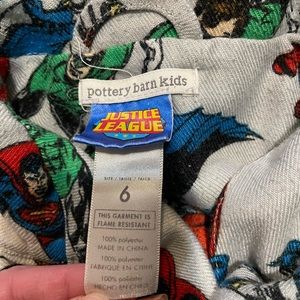 pottery barn kids
JUSTICE
LEAGUE
SIZE / TAILLE / TALLA
6
THIS GARMENT IS
FLAME RESISTANT
100% polyester
MADE IN CHINA
100% polyester
FABRIQUÉ EN CHINE
100% polyester
HECHO EN CHINA